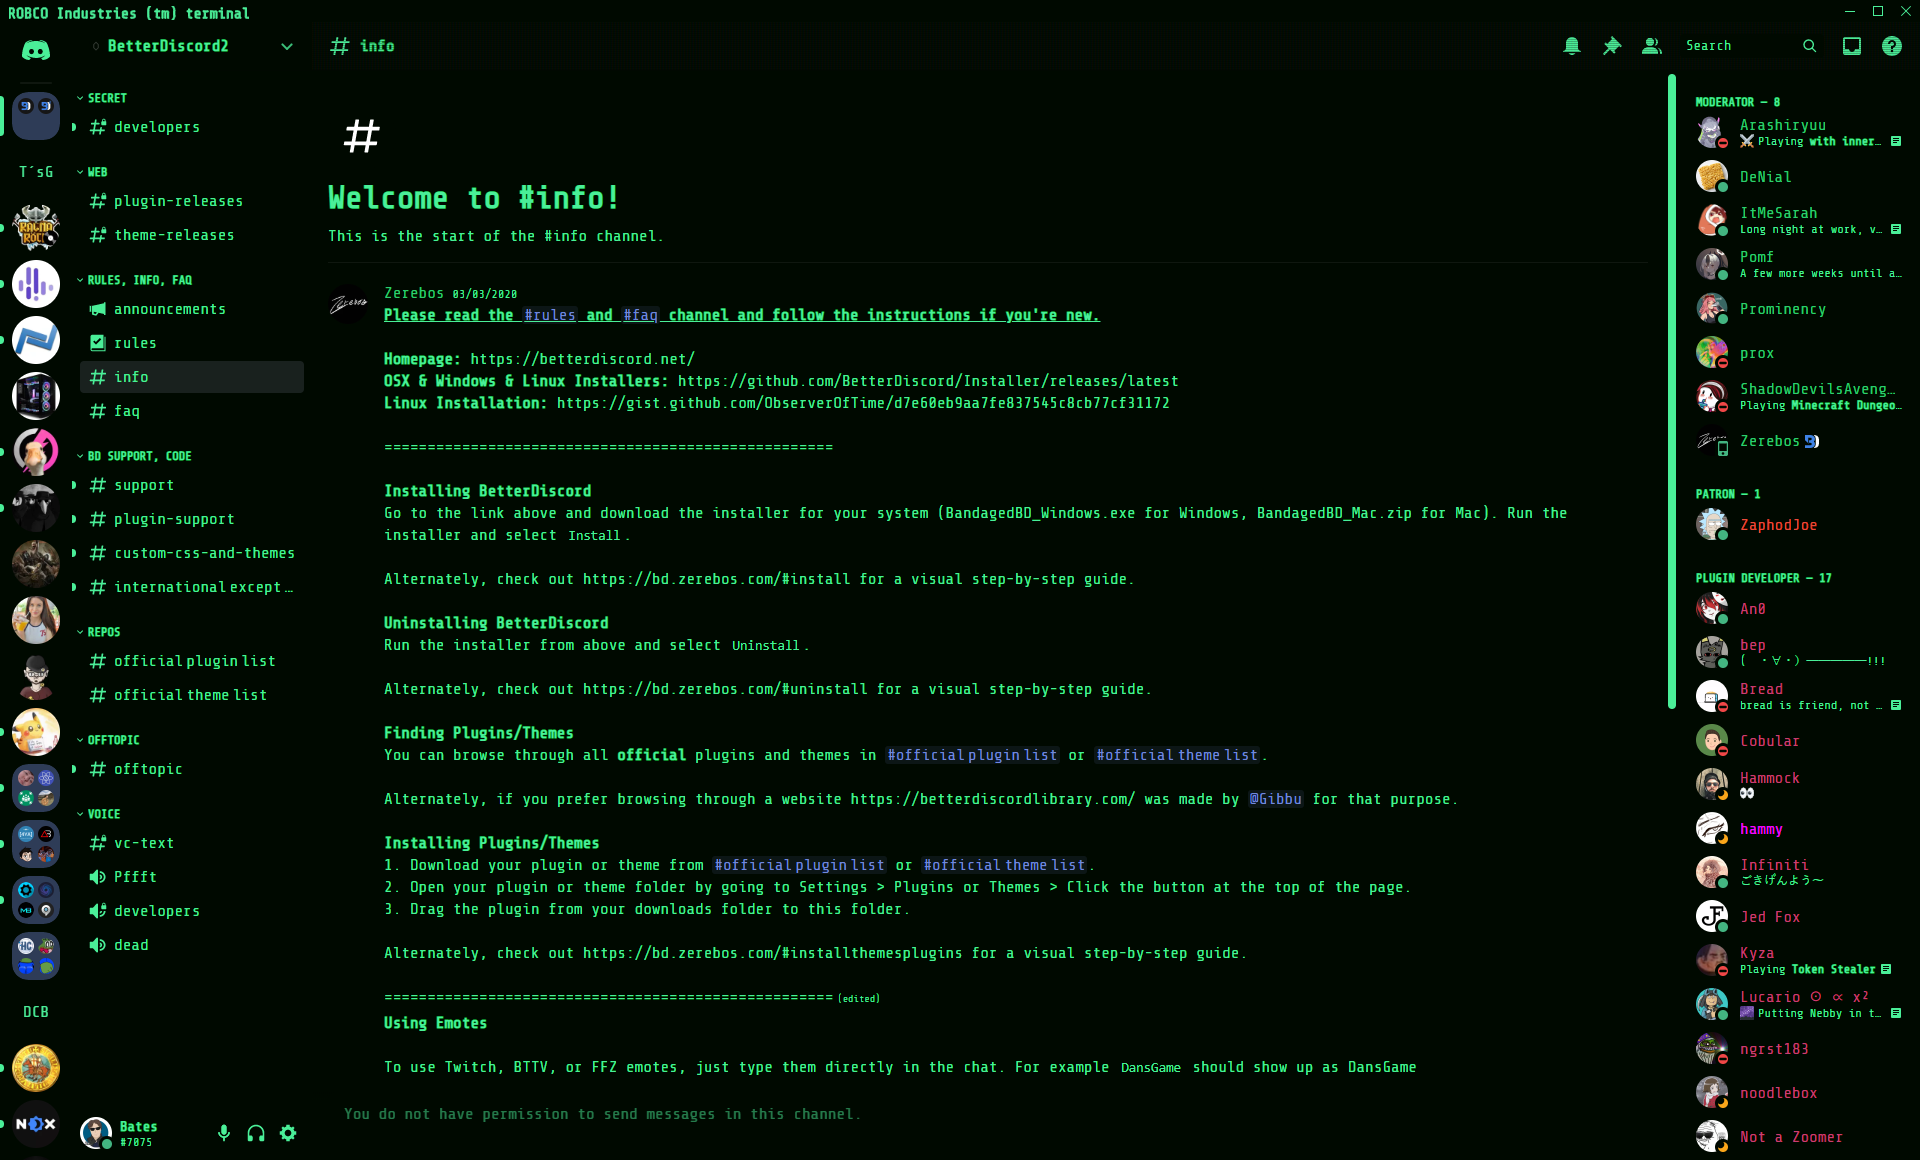 ROBCO Industries (tm) terminal
BetterDiscord2
info
Search
SECRET
developers
WEB
plugin-releases
theme-releases
RULES, INFO, FAQ
announcements
rules
info
faq
BD SUPPORT, CODE
support
plugin-support
custom-css-and-themes
international except…
REPOS
official plugin list
official theme list
OFFTOPIC
offtopic
VOICE
vc-text
Pffft
developers
dead
T´sG
DCB
NOX
Bates
#7075
Welcome to #info!
This is the start of the #info channel.
Zerebos 03/03/2020
Please read the #rules and #faq channel and follow the instructions if you're new.
Homepage: https://betterdiscord.net/
OSX & Windows & Linux Installers: https://github.com/BetterDiscord/Installer/releases/latest
Linux Installation: https://gist.github.com/ObserverOfTime/d7e60eb9aa7fe837545c8cb77cf31172
====================================================
Installing BetterDiscord
Go to the link above and download the installer for your system (BandagedBD_Windows.exe for Windows, BandagedBD_Mac.zip for Mac). Run the
installer and select Install.
Alternately, check out https://bd.zerebos.com/#install for a visual step-by-step guide.
Uninstalling BetterDiscord
Run the installer from above and select Uninstall.
Alternately, check out https://bd.zerebos.com/#uninstall for a visual step-by-step guide.
Finding Plugins/Themes
You can browse through all official plugins and themes in #official plugin list or #official theme list.
Alternately, if you prefer browsing through a website https://betterdiscordlibrary.com/ was made by @Gibbu for that purpose.
Installing Plugins/Themes
1. Download your plugin or theme from #official plugin list or #official theme list.
2. Open your plugin or theme folder by going to Settings > Plugins or Themes > Click the button at the top of the page.
3. Drag the plugin from your downloads folder to this folder.
Alternately, check out https://bd.zerebos.com/#installthemesplugins for a visual step-by-step guide.
==================================================== (edited)
Using Emotes
To use Twitch, BTTV, or FFZ emotes, just type them directly in the chat. For example DansGame should show up as DansGame
You do not have permission to send messages in this channel.
MODERATOR — 8
Arashiryuu
Playing with inner…
DeNial
ItMeSarah
Long night at work, v…
Pomf
A few more weeks until a…
Prominency
prox
ShadowDevilsAveng…
Playing Minecraft Dungeo…
Zerebos
PATRON — 1
ZaphodJoe
PLUGIN DEVELOPER — 17
An0
bep
( ・∀・) ―――――――!!!
Bread
bread is friend, not …
Cobular
Hammock
hammy
Infiniti
ごきげんよう〜
Jed Fox
Kyza
Playing Token Stealer
Lucario ⊙ ∝ x²
Putting Nebby in t…
ngrst183
noodlebox
Not a Zoomer